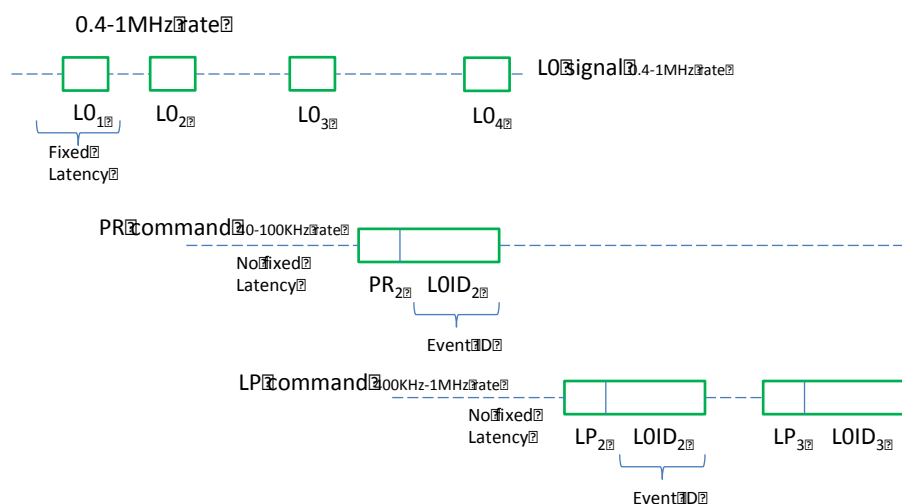 0.4-1MHz rate
L0 signal 0.4-1MHz rate
L0₁ L0₂ L0₃ L0₄
Fixed
Latency
PR command 40-100KHz rate
No fixed
Latency
PR₂ L0ID₂
Event ID
LP command 400KHz-1MHz rate
No fixed
Latency
LP₂ L0ID₂ LP₃ L0ID₃
Event ID